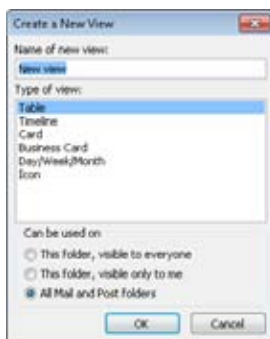 Create a New View
Name of new view:
New view
Type of view:
Table
Timeline
Card
Business Card
Day/Week/Month
Icon
Can be used on
This folder, visible to everyone
This folder, visible only to me
All Mail and Post folders
OK
Cancel